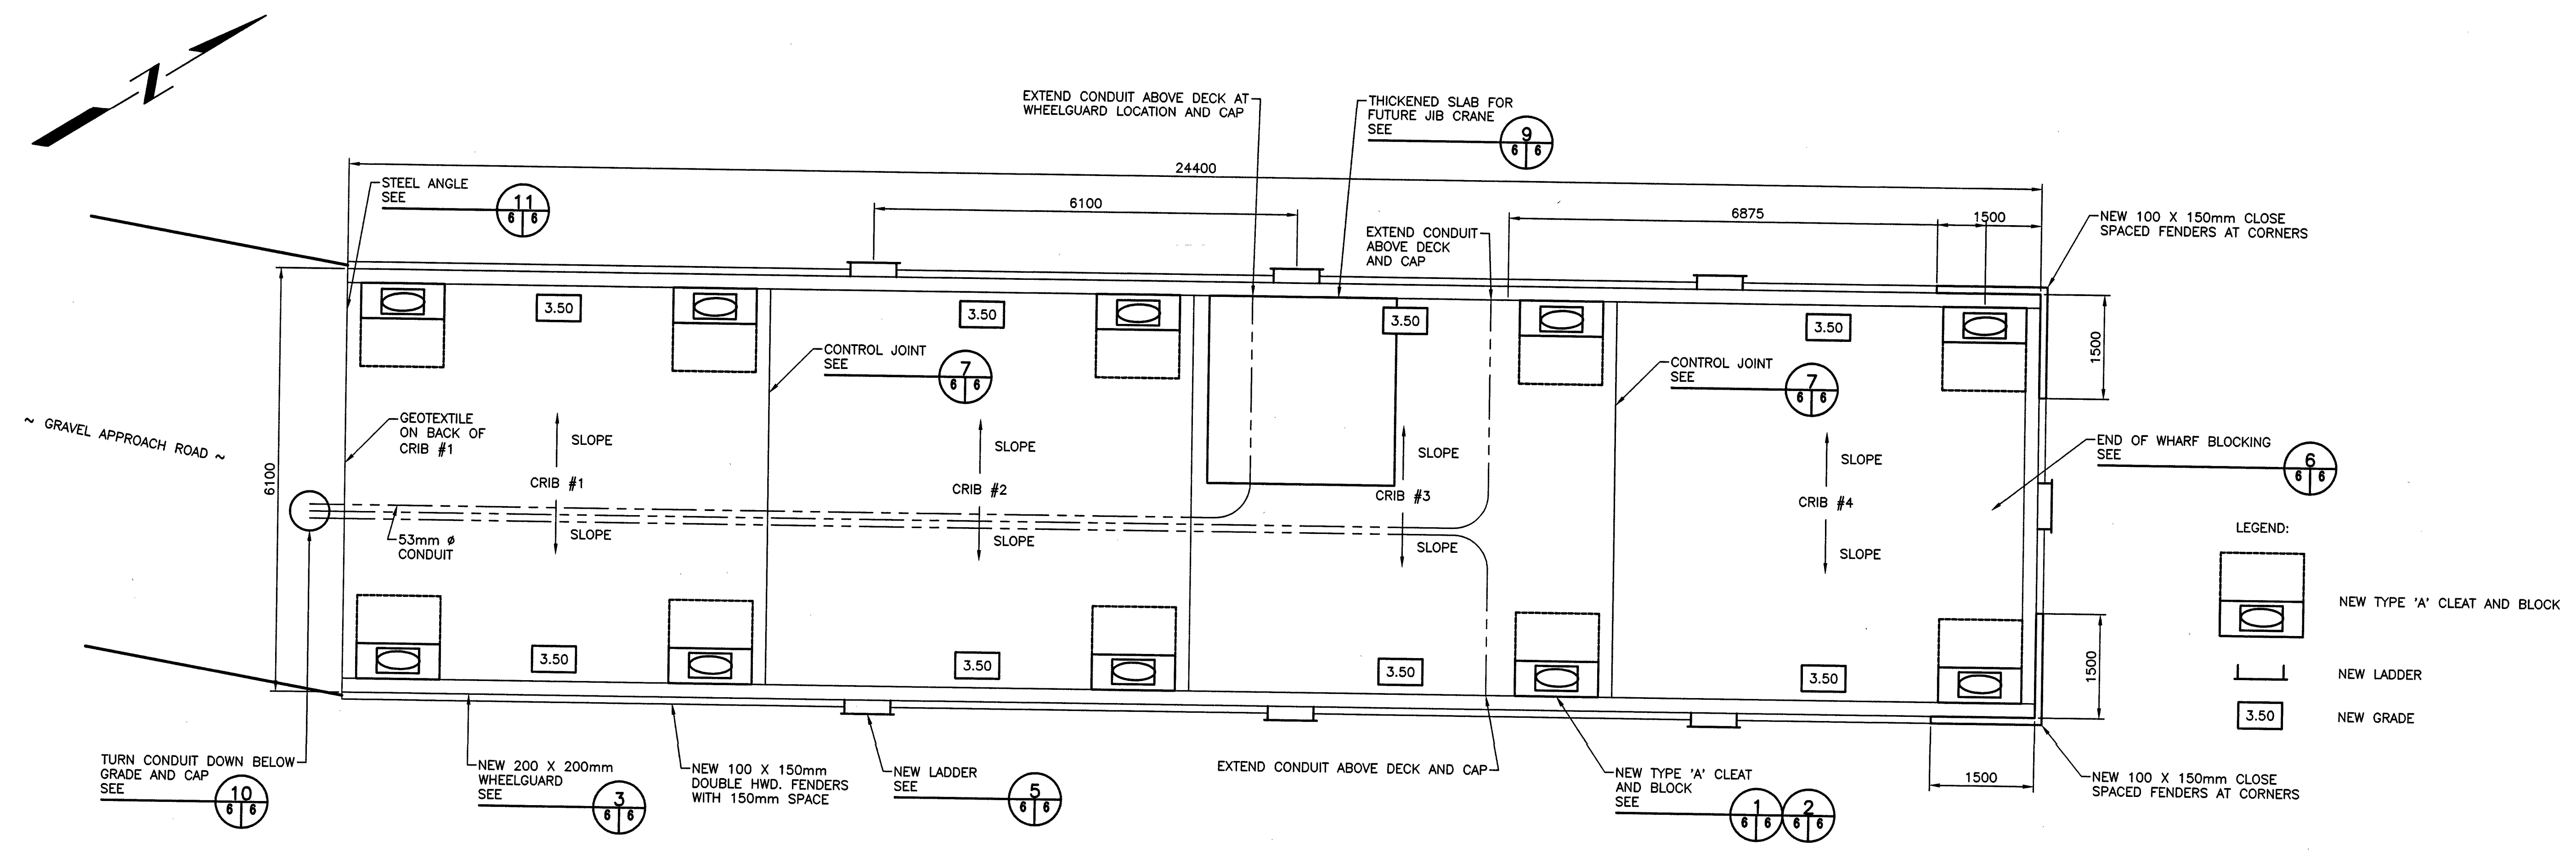 N
EXTEND CONDUIT ABOVE DECK AT
WHEELGUARD LOCATION AND CAP
THICKENED SLAB FOR
FUTURE JIB CRANE
SEE
9
6 6
24400
STEEL ANGLE
SEE
11
6 6
6100
6875
1500
EXTEND CONDUIT
ABOVE DECK
AND CAP
NEW 100 X 150mm CLOSE
SPACED FENDERS AT CORNERS
3.50
3.50
3.50
3.50
1500
CONTROL JOINT
SEE
7
6 6
CONTROL JOINT
SEE
7
6 6
~ GRAVEL APPROACH ROAD ~
GEOTEXTILE
ON BACK OF
CRIB #1
6100
SLOPE
SLOPE
SLOPE
SLOPE
CRIB #1
CRIB #2
CRIB #3
CRIB #4
SLOPE
SLOPE
SLOPE
SLOPE
53mm ø
CONDUIT
END OF WHARF BLOCKING
SEE
6
6 6
LEGEND:
NEW TYPE 'A' CLEAT AND BLOCK
NEW LADDER
3.50
NEW GRADE
3.50
3.50
3.50
3.50
1500
1500
TURN CONDUIT DOWN BELOW
GRADE AND CAP
SEE
10
6 6
NEW 200 X 200mm
WHEELGUARD
SEE
3
6 6
NEW 100 X 150mm
DOUBLE HWD. FENDERS
WITH 150mm SPACE
NEW LADDER
SEE
5
6 6
EXTEND CONDUIT ABOVE DECK AND CAP
NEW TYPE 'A' CLEAT
AND BLOCK
SEE
1
6 6
2
6 6
NEW 100 X 150mm CLOSE
SPACED FENDERS AT CORNERS